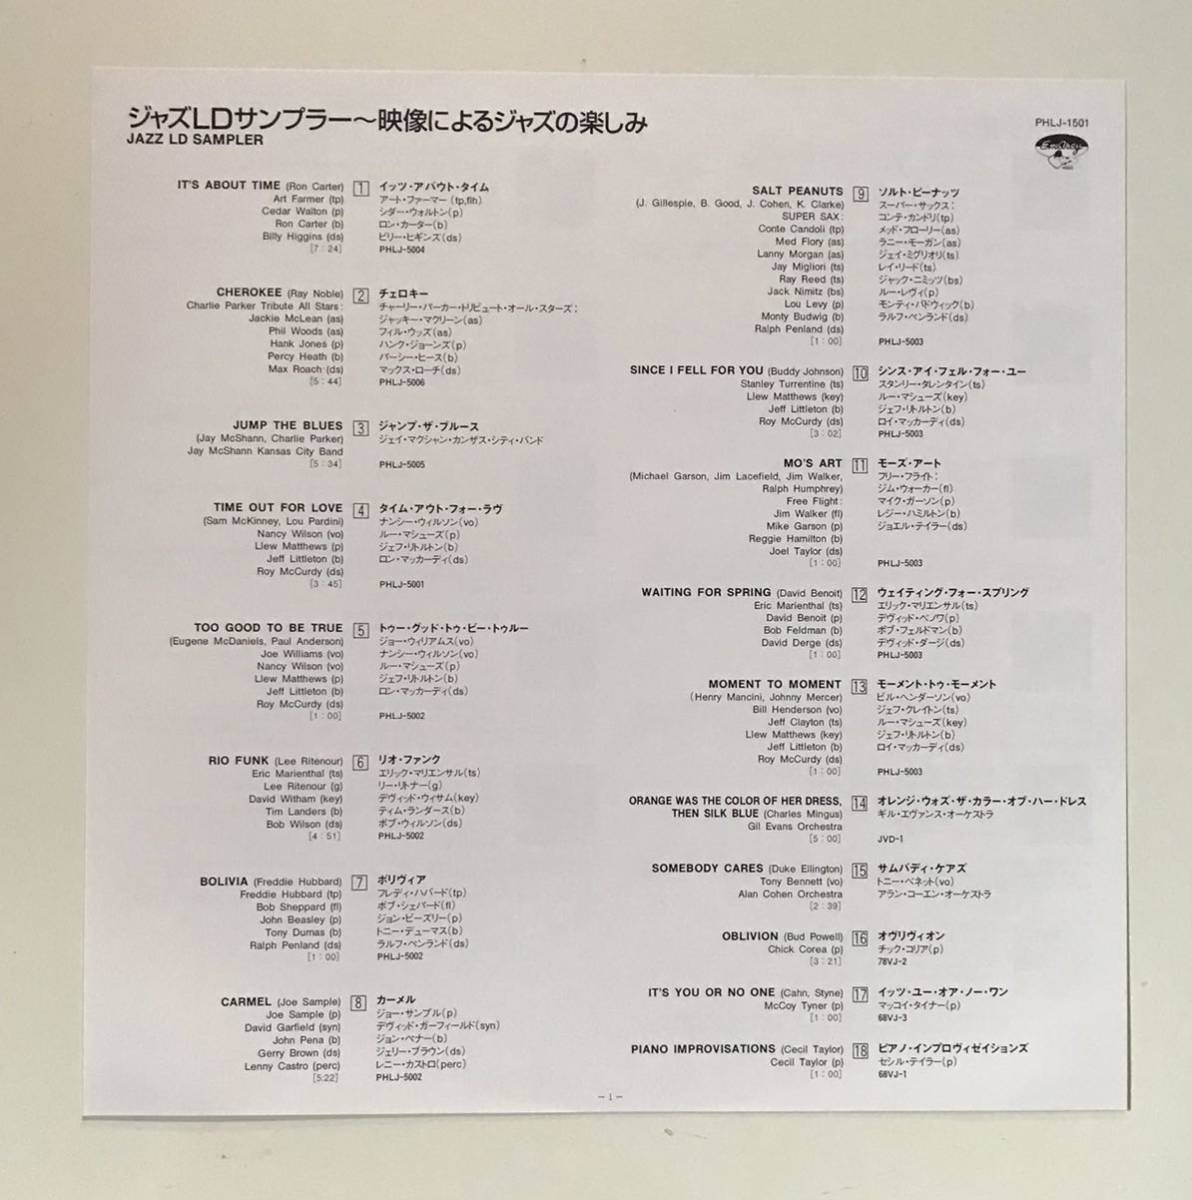 ジャズLDサンプラー～映像によるジャズの楽しみ
JAZZ LD SAMPLER
PHLJ-1501
EmArcy
IT'S ABOUT TIME (Ron Carter) 1 イッツ・アバウト・タイム
Art Farmer (tp) アート・ファーマー(tp,flh)
Cedar Walton (p) シダー・ウォルトン(p)
Ron Carter (b) ロン・カーター(b)
Billy Higgins (ds) ビリー・ヒギンズ(ds)
[7:24] PHLJ-5004
CHEROKEE (Ray Noble) 2 チェロキー
Charlie Parker Tribute All Stars: チャーリー・パーカー・トリビュート・オール・スターズ:
Jackie McLean (as) ジャッキー・マクリーン(as)
Phil Woods (as) フィル・ウッズ(as)
Hank Jones (p) ハンク・ジョーンズ(p)
Percy Heath (b) パーシー・ヒース(b)
Max Roach (ds) マックス・ローチ(ds)
[5:44] PHLJ-5006
JUMP THE BLUES 3 ジャンプ・ザ・ブルース
(Jay McShann, Charlie Parker) ジェイ・マクシャン・カンザス・シティ・バンド
Jay McShann Kansas City Band
[5:34] PHLJ-5005
TIME OUT FOR LOVE 4 タイム・アウト・フォー・ラヴ
(Sam McKinney, Lou Pardini) ナンシー・ウィルソン(vo)
Nancy Wilson (vo) ルー・マシューズ(p)
Llew Matthews (p) ジェフ・リトルトン(b)
Jeff Littleton (b) ロン・マッカーディ(ds)
Roy McCurdy (ds)
[3:45] PHLJ-5001
TOO GOOD TO BE TRUE 5 トゥー・グッド・トゥ・ビー・トゥルー
(Eugene McDaniels, Paul Anderson) ジョー・ウィリアムス(vo)
Joe Williams (vo) ナンシー・ウィルソン(vo)
Nancy Wilson (vo) ルー・マシューズ(p)
Llew Matthews (p) ジェフ・リトルトン(b)
Jeff Littleton (b) ロン・マッカーディ(ds)
Roy McCurdy (ds)
[1:00] PHLJ-5002
RIO FUNK (Lee Ritenour) 6 リオ・ファンク
Eric Marienthal (ts) エリック・マリエンサル(ts)
Lee Ritenour (g) リー・リトナー(g)
David Witham (key) デヴィッド・ウィサム(key)
Tim Landers (b) ティム・ランダース(b)
Bob Wilson (ds) ボブ・ウィルソン(ds)
[4:51] PHLJ-5002
BOLIVIA (Freddie Hubbard) 7 ボリヴィア
Freddie Hubbard (tp) フレディ・ハバード(tp)
Bob Sheppard (fl) ボブ・シェパード(fl)
John Beasley (p) ジョン・ビーズリー(p)
Tony Dumas (b) トニー・デューマス(b)
Ralph Penland (ds) ラルフ・ペンランド(ds)
[1:00] PHLJ-5002
CARMEL (Joe Sample) 8 カーメル
Joe Sample (p) ジョー・サンプル(p)
David Garfield (syn) デヴィッド・ガーフィールド(syn)
John Pena (b) ジョン・ペナー(b)
Gerry Brown (ds) ジェリー・ブラウン(ds)
Lenny Castro (perc) レニー・カストロ(perc)
[5:22] PHLJ-5002
SALT PEANUTS 9 ソルト・ピーナッツ
(J. Gillespie, B. Good, J. Cohen, K. Clarke) スーパー・サックス:
SUPER SAX: コンテ・カンドリ(tp)
Conte Candoli (tp) メッド・フローリー(as)
Med Flory (as) ラニー・モーガン(as)
Lanny Morgan (as) ジェイ・ミグリオリ(ts)
Jay Migliori (ts) レイ・リード(ts)
Ray Reed (ts) ジャック・ニミッツ(bs)
Jack Nimitz (bs) ルー・レヴィ(p)
Lou Levy (p) モンティ・バドウィック(b)
Monty Budwig (b) ラルフ・ペンランド(ds)
Ralph Penland (ds)
[1:00] PHLJ-5003
SINCE I FELL FOR YOU (Buddy Johnson) 10 シンス・アイ・フェル・フォー・ユー
Stanley Turrentine (ts) スタンリー・タレンタイン(ts)
Llew Matthews (key) ルー・マシューズ(key)
Jeff Littleton (b) ジェフ・リトルトン(b)
Roy McCurdy (ds) ロイ・マッカーディ(ds)
[3:02] PHLJ-5003
MO'S ART 11 モーズ・アート
(Michael Garson, Jim Lacefield, Jim Walker, フリー・フライト:
Ralph Humphrey) ジム・ウォーカー(fl)
Free Flight: マイク・ガーソン(p)
Jim Walker (fl) レジー・ハミルトン(b)
Mike Garson (p) ジョエル・テイラー(ds)
Reggie Hamilton (b)
Joel Taylor (ds)
[1:00] PHLJ-5003
WAITING FOR SPRING (David Benoit) 12 ウェイティング・フォー・スプリング
Eric Marienthal (ts) エリック・マリエンサル(ts)
David Benoit (p) デヴィッド・ベノワ(p)
Bob Feldman (b) ボブ・フェルドマン(b)
David Derge (ds) デヴィッド・ダージ(ds)
[1:00] PHLJ-5003
MOMENT TO MOMENT 13 モーメント・トゥ・モーメント
(Henry Mancini, Johnny Mercer) ビル・ヘンダーソン(vo)
Bill Henderson (vo) ジェフ・クレイトン(ts)
Jeff Clayton (ts) ルー・マシューズ(key)
Llew Matthews (key) ジェフ・リトルトン(b)
Jeff Littleton (b) ロイ・マッカーディ(ds)
Roy McCurdy (ds)
[1:00] PHLJ-5003
ORANGE WAS THE COLOR OF HER DRESS, 14 オレンジ・ウォズ・ザ・カラー・オブ・ハー・ドレス
THEN SILK BLUE (Charles Mingus) ギル・エヴァンス・オーケストラ
Gil Evans Orchestra
[5:00] JVD-1
SOMEBODY CARES (Duke Ellington) 15 サムバディ・ケアズ
Tony Bennett (vo) トニー・ベネット(vo)
Alan Cohen Orchestra アラン・コーエン・オーケストラ
[2:39]
OBLIVION (Bud Powell) 16 オヴリヴィオン
Chick Corea (p) チック・コリア(p)
[3:21] 78VJ-2
IT'S YOU OR NO ONE (Cahn, Styne) 17 イッツ・ユー・オア・ノー・ワン
McCoy Tyner (p) マッコイ・タイナー(p)
[1:00] 68VJ-3
PIANO IMPROVISATIONS (Cecil Taylor) 18 ピアノ・インプロヴィゼイションズ
Cecil Taylor (p) セシル・テイラー(p)
[1:00] 68VJ-1
－1－